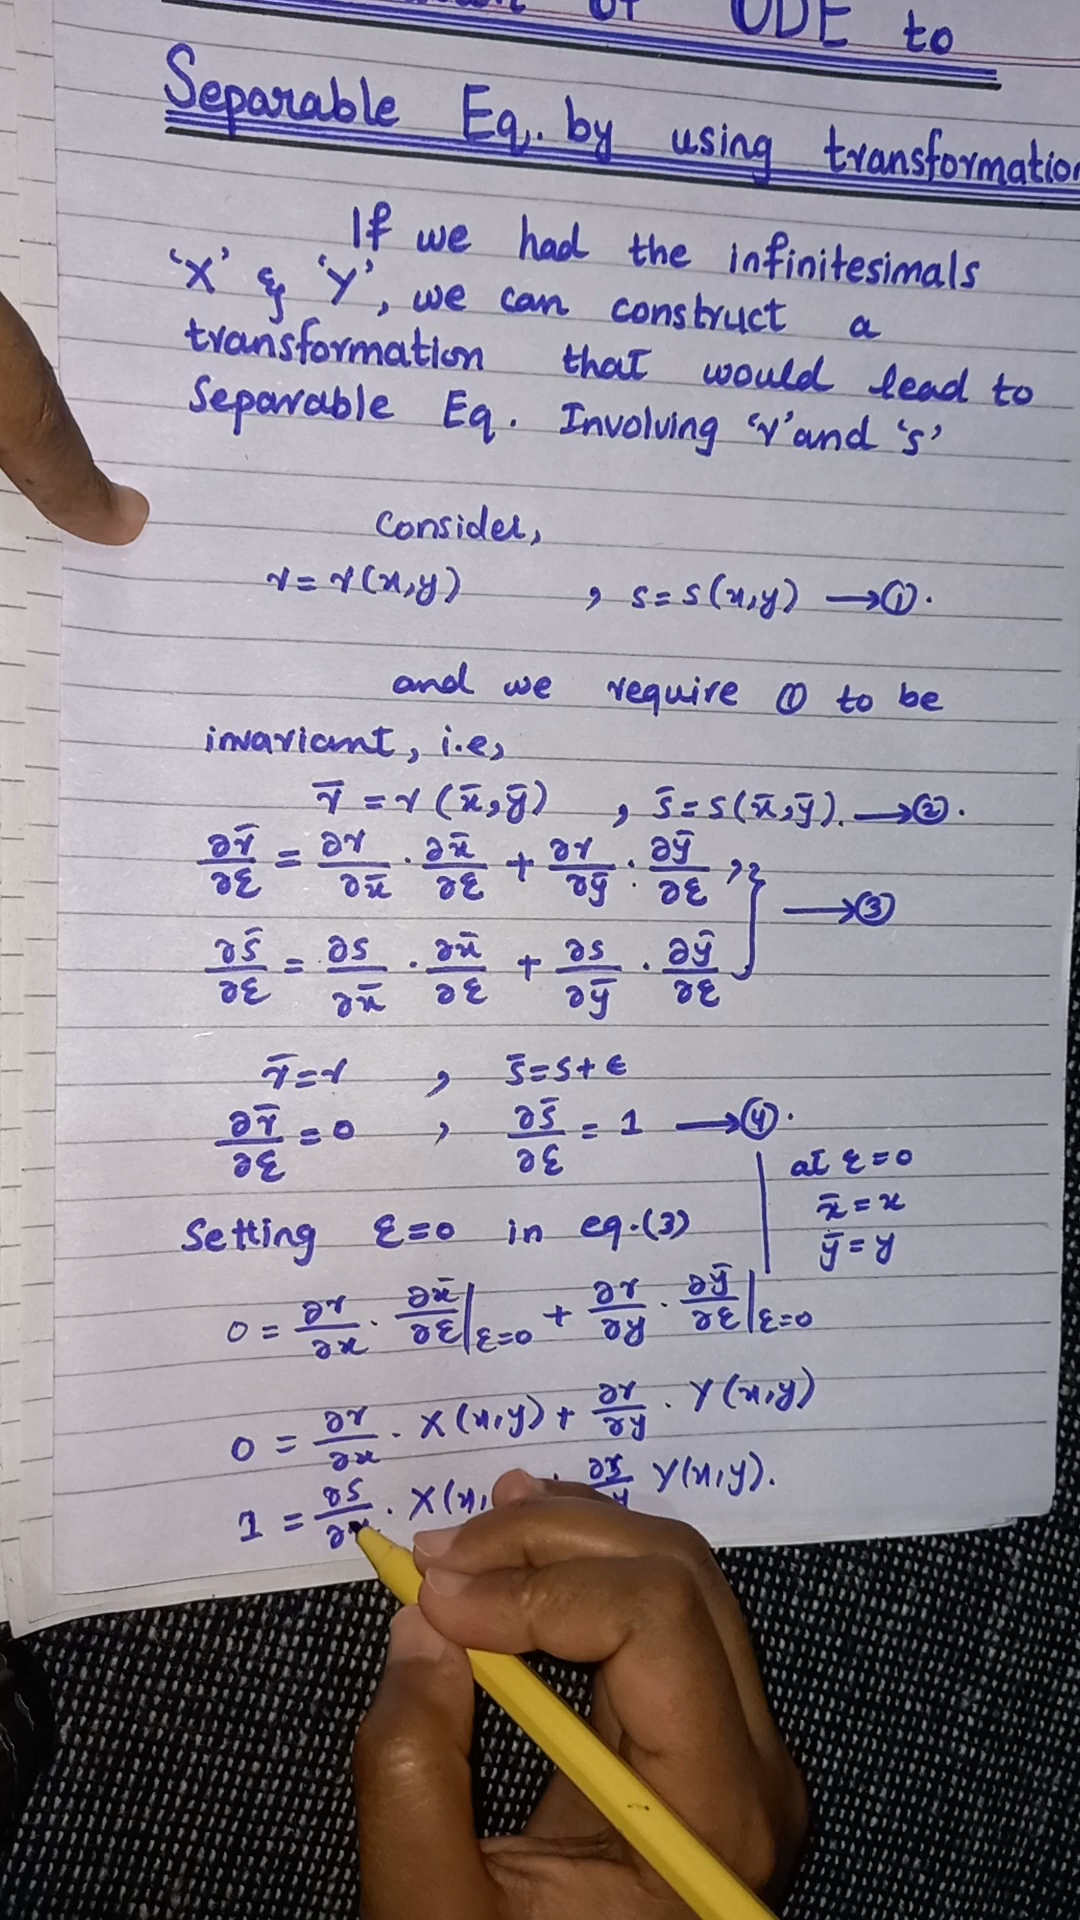 of ODE to
Separable Eq. by using transformation
If we had the infinitesimals
'X' & 'Y', we can construct a
transformation that would lead to
Separable Eq. Involving 'r' and 's'
Consider,
r = r(x,y) , s = s(x,y) → ①.
and we require ① to be
invariant, i.e,
r̄ = r(x̄,ȳ) , s̄ = s(x̄,ȳ). → ②.
∂r̄/∂ε = ∂r/∂x̄ · ∂x̄/∂ε + ∂r/∂ȳ · ∂ȳ/∂ε ,
∂s̄/∂ε = ∂s/∂x̄ · ∂x̄/∂ε + ∂s/∂ȳ · ∂ȳ/∂ε } → ③
r̄ = r , s̄ = s + ε
∂r̄/∂ε = 0 , ∂s̄/∂ε = 1 → ④.
at ε = 0
x̄ = x
ȳ = y
Setting ε = 0 in eq.(3)
0 = ∂r/∂x · ∂x̄/∂ε |ε=0 + ∂r/∂y · ∂ȳ/∂ε |ε=0
0 = ∂r/∂x · X(x,y) + ∂r/∂y · Y(x,y)
1 = ∂s/∂x · X(x, Y(x,y).